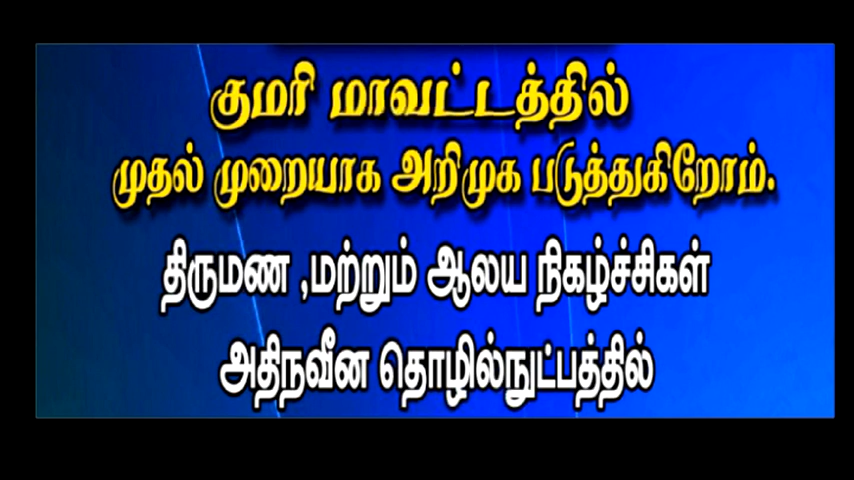 குமரி மாவட்டத்தில்
முதல் முறையாக அறிமுக படுத்துகிறோம்.
திருமண ,மற்றும் ஆலய நிகழ்ச்சிகள்
அதிநவீன தொழில்நுட்பத்தில்